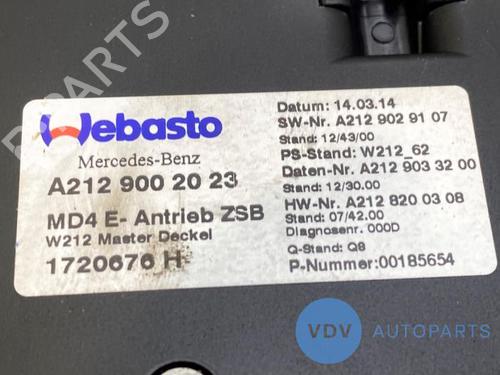 Webasto
Mercedes-Benz
A212 900 20 23
MD4 E- Antrieb ZSB
W212 Master Deckel
1720676 H
Datum: 14.03.14
SW-Nr. A212 902 91 07
Stand: 12/43/00
PS-Stand: W212_62
Daten-Nr. A212 903 32 00
Stand: 12/30.00
HW-Nr. A212 820 03 08
Stand: 07/42.00
Diagnosenr. 000D
Q-Stand: Q8
P-Nummer:00185654
VDV AUTOPARTS
PARTS